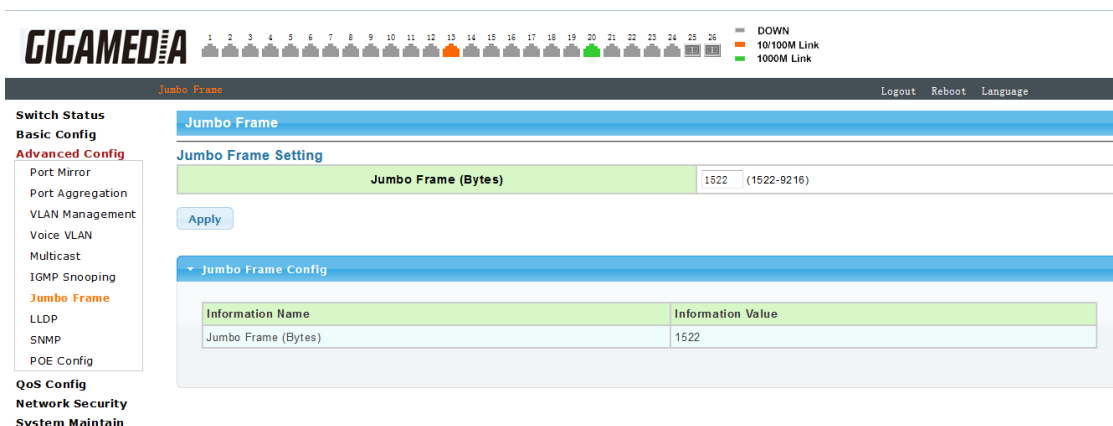 GIGAMEDIA
1 2 3 4 5 6 7 8 9 10 11 12 13 14 15 16 17 18 19 20 21 22 23 24 25 26
DOWN
10/100M Link
1000M Link
Jumbo Frame
Logout Reboot Language
Switch Status
Basic Config
Advanced Config
Port Mirror
Port Aggregation
VLAN Management
Voice VLAN
Multicast
IGMP Snooping
Jumbo Frame
LLDP
SNMP
POE Config
QoS Config
Network Security
System Maintain
Jumbo Frame
Jumbo Frame Setting
Jumbo Frame (Bytes) 1522 (1522-9216)
Apply
Jumbo Frame Config
Information Name Information Value
Jumbo Frame (Bytes) 1522